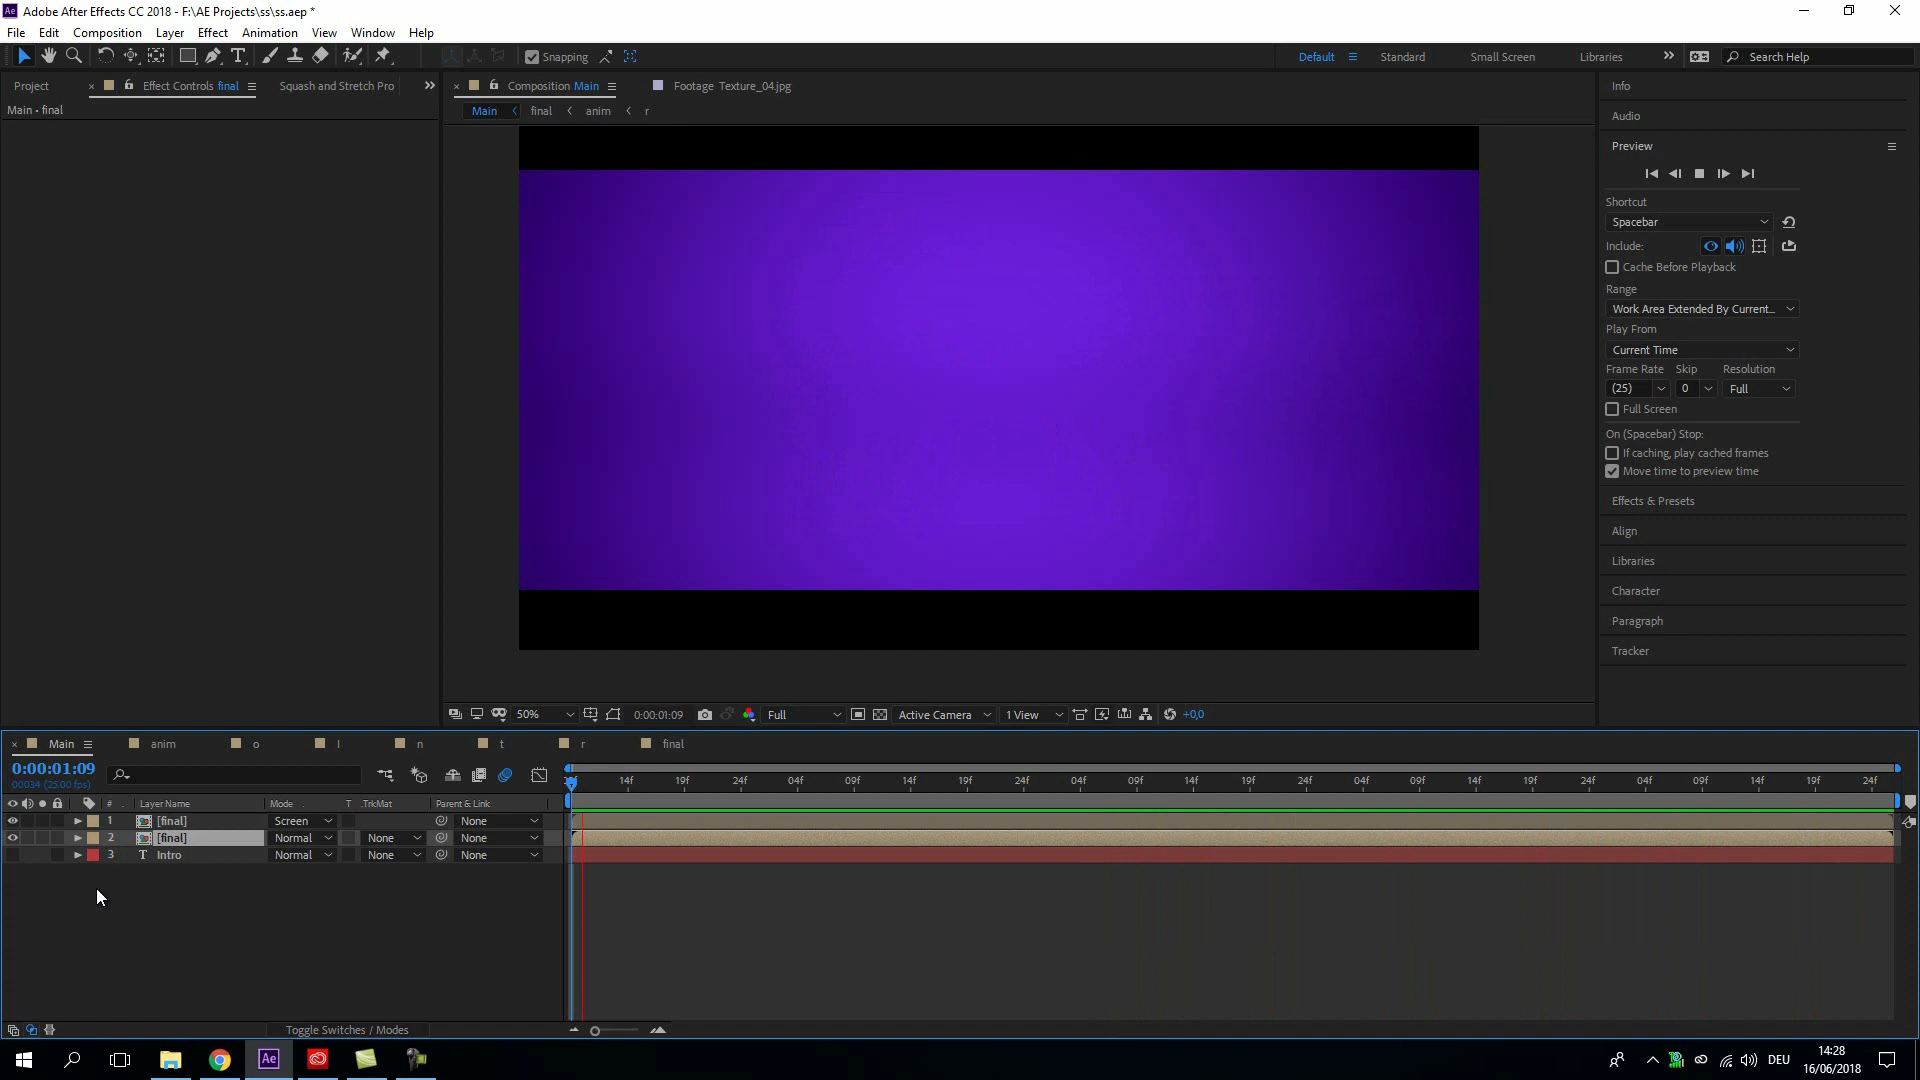 Adobe After Effects CC 2018 - F:\AE Projects\ss\ss.aep *
File Edit Composition Layer Effect Animation View Window Help
Snapping Default Standard Small Screen Libraries Search Help
Project Effect Controls final Squash and Stretch Pro Composition Main Footage Texture_04.jpg Info
Main • final Main final anim r
Audio
Preview
Shortcut
Spacebar
Include:
Cache Before Playback
Range
Work Area Extended By Current...
Play From
Current Time
Frame Rate Skip Resolution
(25) 0 Full
Full Screen
On (Spacebar) Stop:
If caching, play cached frames
Move time to preview time
Effects & Presets
Align
Libraries
Character
Paragraph
Tracker
50% 0:00:01:09 Full Active Camera 1 View +0,0
Main anim o l n t r final
0:00:01:09
00034 (25.00 fps)
14f 19f 24f 04f 09f 14f 19f 24f 04f 09f 14f 19f 24f 04f 09f 14f 19f 24f 04f 09f 14f 19f 24f
# Layer Name Mode T .TrkMat Parent & Link
1 [final] Screen None
2 [final] Normal None None
3 T Intro Normal None None
Toggle Switches / Modes
DEU 14:28
16/06/2018